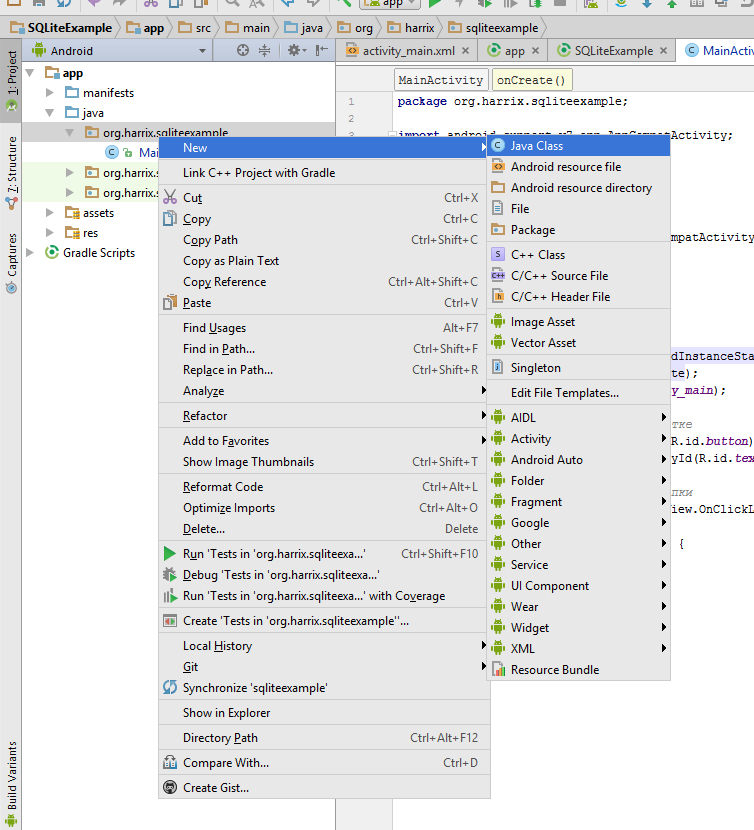 app
SQLiteExample app src main java org harrix sqliteexample
1: Project
Android
activity_main.xml app SQLiteExample MainActiv
MainActivity onCreate()
app
manifests
java
org.harrix.sqliteexample
Mai
org.harrix.s
org.harrix.s
assets
res
Gradle Scripts
7: Structure
Captures
Build Variants
1
2
3
package org.harrix.sqliteexample;
import android.support.v7.app.AppCompatActivity;
mpatActivity
dInstanceSta
te);
y_main);
тке
R.id.button)
yId(R.id.tex
пки
iew.OnClickL
{
New
Link C++ Project with Gradle
Cut Ctrl+X
Copy Ctrl+C
Copy Path Ctrl+Shift+C
Copy as Plain Text
Copy Reference Ctrl+Alt+Shift+C
Paste Ctrl+V
Find Usages Alt+F7
Find in Path... Ctrl+Shift+F
Replace in Path... Ctrl+Shift+R
Analyze
Refactor
Add to Favorites
Show Image Thumbnails Ctrl+Shift+T
Reformat Code Ctrl+Alt+L
Optimize Imports Ctrl+Alt+O
Delete... Delete
Run 'Tests in 'org.harrix.sqliteexa...' Ctrl+Shift+F10
Debug 'Tests in 'org.harrix.sqliteexa...'
Run 'Tests in 'org.harrix.sqliteexa...' with Coverage
Create 'Tests in 'org.harrix.sqliteexample''...
Local History
Git
Synchronize 'sqliteexample'
Show in Explorer
Directory Path Ctrl+Alt+F12
Compare With... Ctrl+D
Create Gist...
Java Class
Android resource file
Android resource directory
File
Package
C++ Class
C/C++ Source File
C/C++ Header File
Image Asset
Vector Asset
Singleton
Edit File Templates...
AIDL
Activity
Android Auto
Folder
Fragment
Google
Other
Service
UI Component
Wear
Widget
XML
Resource Bundle